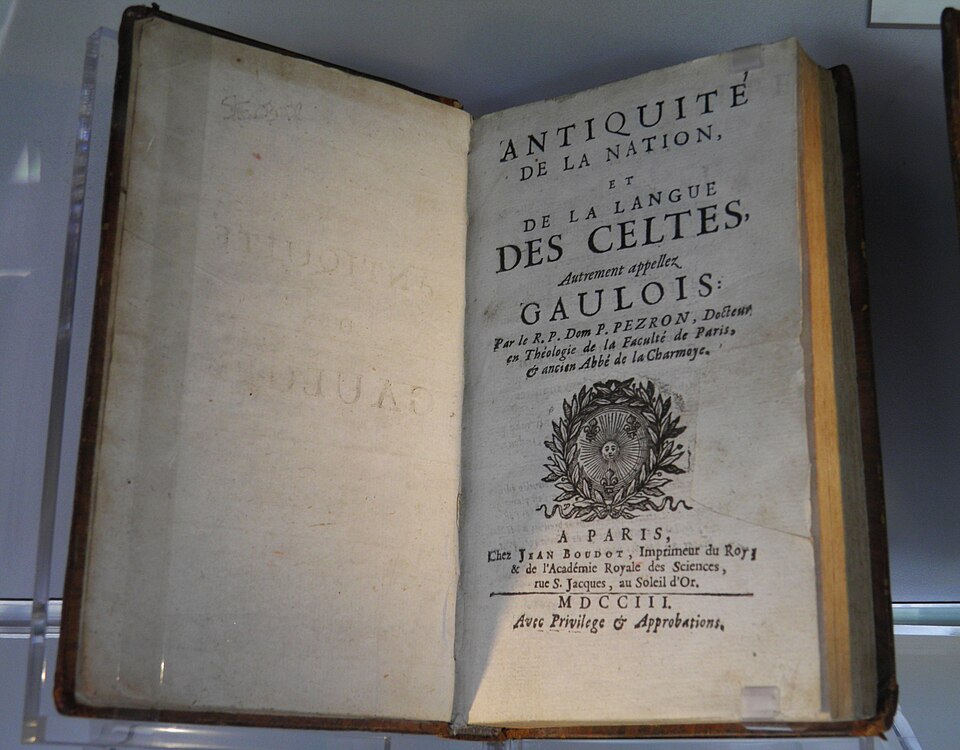 ANTIQUITÉ
DE LA NATION,
ET
DE LA LANGUE
DES CELTES,
Autrement appellez
GAULOIS:
Par le R. P. Dom P. PEZRON, Docteur
en Théologie de la Faculté de Paris,
& ancien Abbé de la Charmoye.
A PARIS,
Chez JEAN BOUDOT, Imprimeur du Roy
& de l'Académie Royale des Sciences,
rue S. Jacques, au Soleil d'Or.
MDCCIII.
Avec Privilege & Approbations.